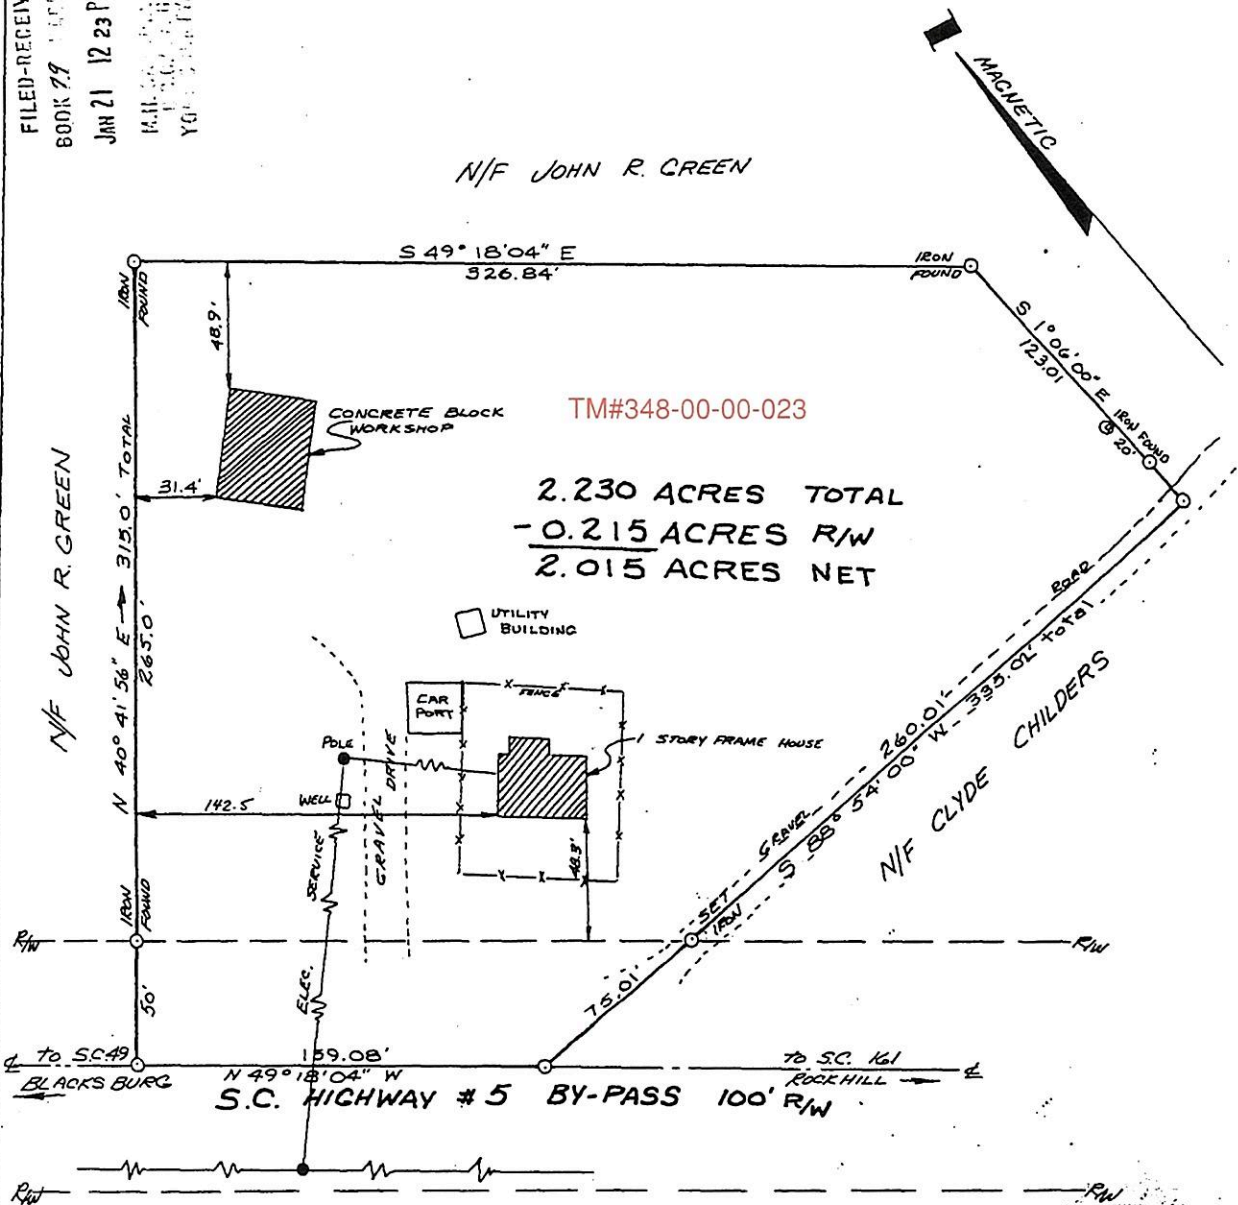 FILED-RECEIV
BOOK 79
JAN 21 12 23 P
MAGNETIC
N/F JOHN R. GREEN
S 49° 18'04" E
326.84'
IRON
FOUND
IRON
FOUND
48.9'
S 1° 06' 00" E
123.01
IRON FOUND
20'
CONCRETE BLOCK
WORKSHOP
TM#348-00-00-023
31.4'
2.230 ACRES TOTAL
-0.215 ACRES R/W
2.015 ACRES NET
N/F JOHN R. GREEN
N 40° 41' 56" E → 315.0' TOTAL
265.0'
UTILITY
BUILDING
CAR
PORT
FENCE
1 STORY FRAME HOUSE
POLE
WELL
GRAVEL DRIVE
142.5
48.3'
GRAVEL ROAD
260.01'
S 88° 54' 00" W - 335.02' Total
N/F CLYDE CHILDERS
SET
IRON
IRON
FOUND
R/W
R/W
50'
ELEC. SERVICE
75.01'
℄ to S.C.49
159.08'
to S.C. 161
℄
BLACKSBURG
N 49° 18'04" W
ROCKHILL →
S.C. HIGHWAY # 5 BY-PASS 100' R/W
R/W
R/W